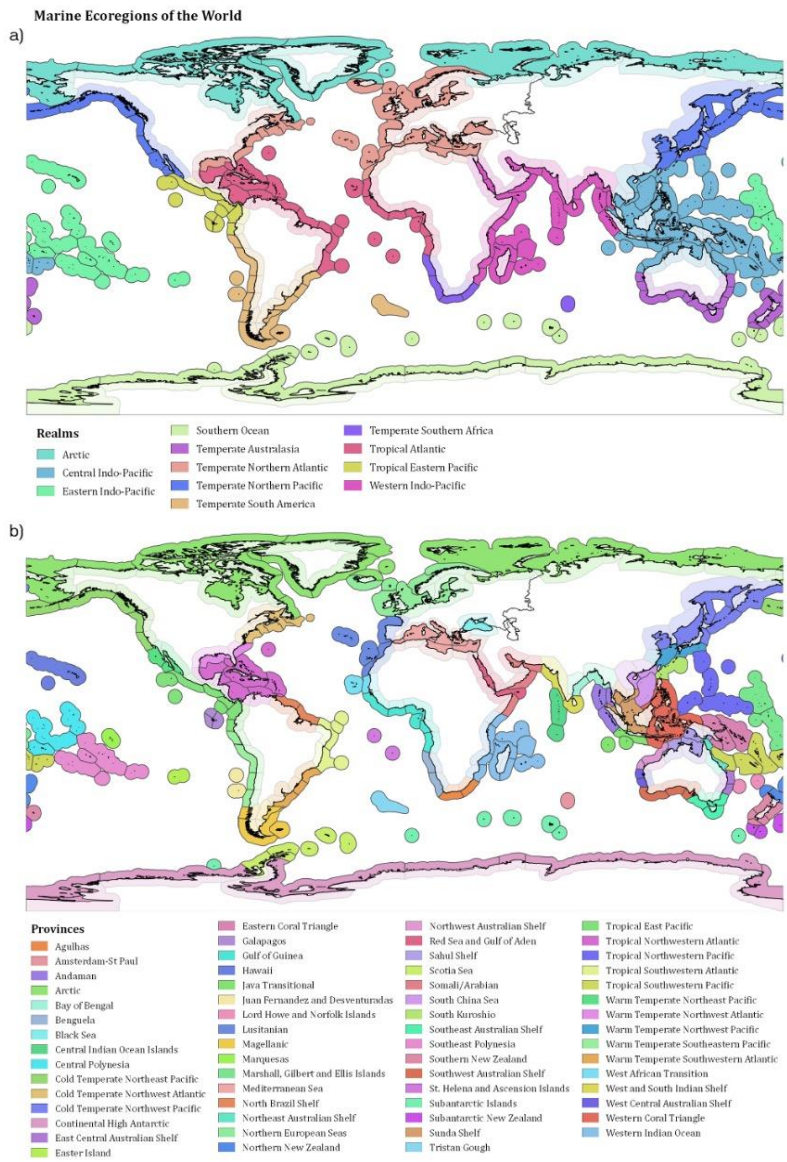 Marine Ecoregions of the World
a)
Realms
Arctic
Central Indo-Pacific
Eastern Indo-Pacific
Southern Ocean
Temperate Australasia
Temperate Northern Atlantic
Temperate Northern Pacific
Temperate South America
Temperate Southern Africa
Tropical Atlantic
Tropical Eastern Pacific
Western Indo-Pacific
b)
Provinces
Agulhas
Amsterdam-St Paul
Andaman
Arctic
Bay of Bengal
Benguela
Black Sea
Central Indian Ocean Islands
Central Polynesia
Cold Temperate Northeast Pacific
Cold Temperate Northwest Atlantic
Cold Temperate Northwest Pacific
Continental High Antarctic
East Central Australian Shelf
Easter Island
Eastern Coral Triangle
Galapagos
Gulf of Guinea
Hawaii
Java Transitional
Juan Fernandez and Desventuradas
Lord Howe and Norfolk Islands
Lusitanian
Magellanic
Marquesas
Marshall, Gilbert and Ellis Islands
Mediterranean Sea
North Brazil Shelf
Northeast Australian Shelf
Northern European Seas
Northern New Zealand
Northwest Australian Shelf
Red Sea and Gulf of Aden
Sahul Shelf
Scotia Sea
Somali/Arabian
South China Sea
South Kuroshio
Southeast Australian Shelf
Southeast Polynesia
Southern New Zealand
Southwest Australian Shelf
St. Helena and Ascension Islands
Subantarctic Islands
Subantarctic New Zealand
Sunda Shelf
Tristan Gough
Tropical East Pacific
Tropical Northwestern Atlantic
Tropical Northwestern Pacific
Tropical Southwestern Atlantic
Tropical Southwestern Pacific
Warm Temperate Northeast Pacific
Warm Temperate Northwest Atlantic
Warm Temperate Northwest Pacific
Warm Temperate Southeastern Pacific
Warm Temperate Southwestern Atlantic
West African Transition
West and South Indian Shelf
West Central Australian Shelf
Western Coral Triangle
Western Indian Ocean